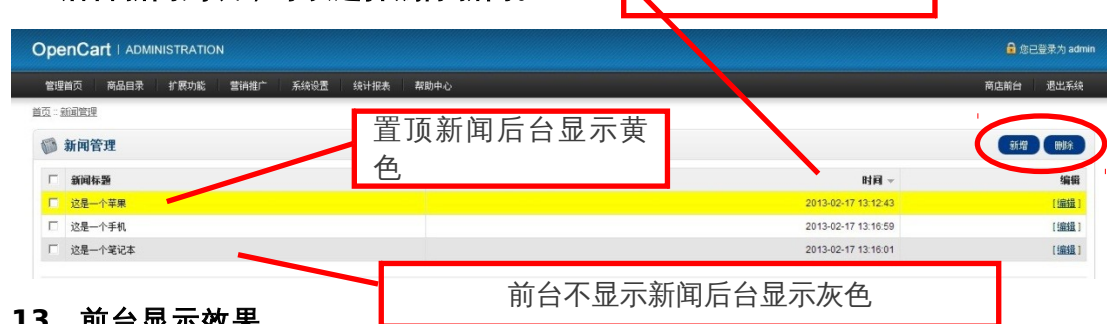 OpenCart | ADMINISTRATION
您已登录为 admin
管理首页 商品目录 扩展功能 营销推广 系统设置 统计报表 帮助中心
商店前台 退出系统
首页 :: 新闻管理
置顶新闻后台显示黄
色
新闻管理
新增 删除
新闻标题 时间 编辑
这是一个苹果 2013-02-17 13:12:43 [编辑]
这是一个手机 2013-02-17 13:16:59 [编辑]
这是一个笔记本 2013-02-17 13:16:01 [编辑]
前台不显示新闻后台显示灰色
13、前台显示效果